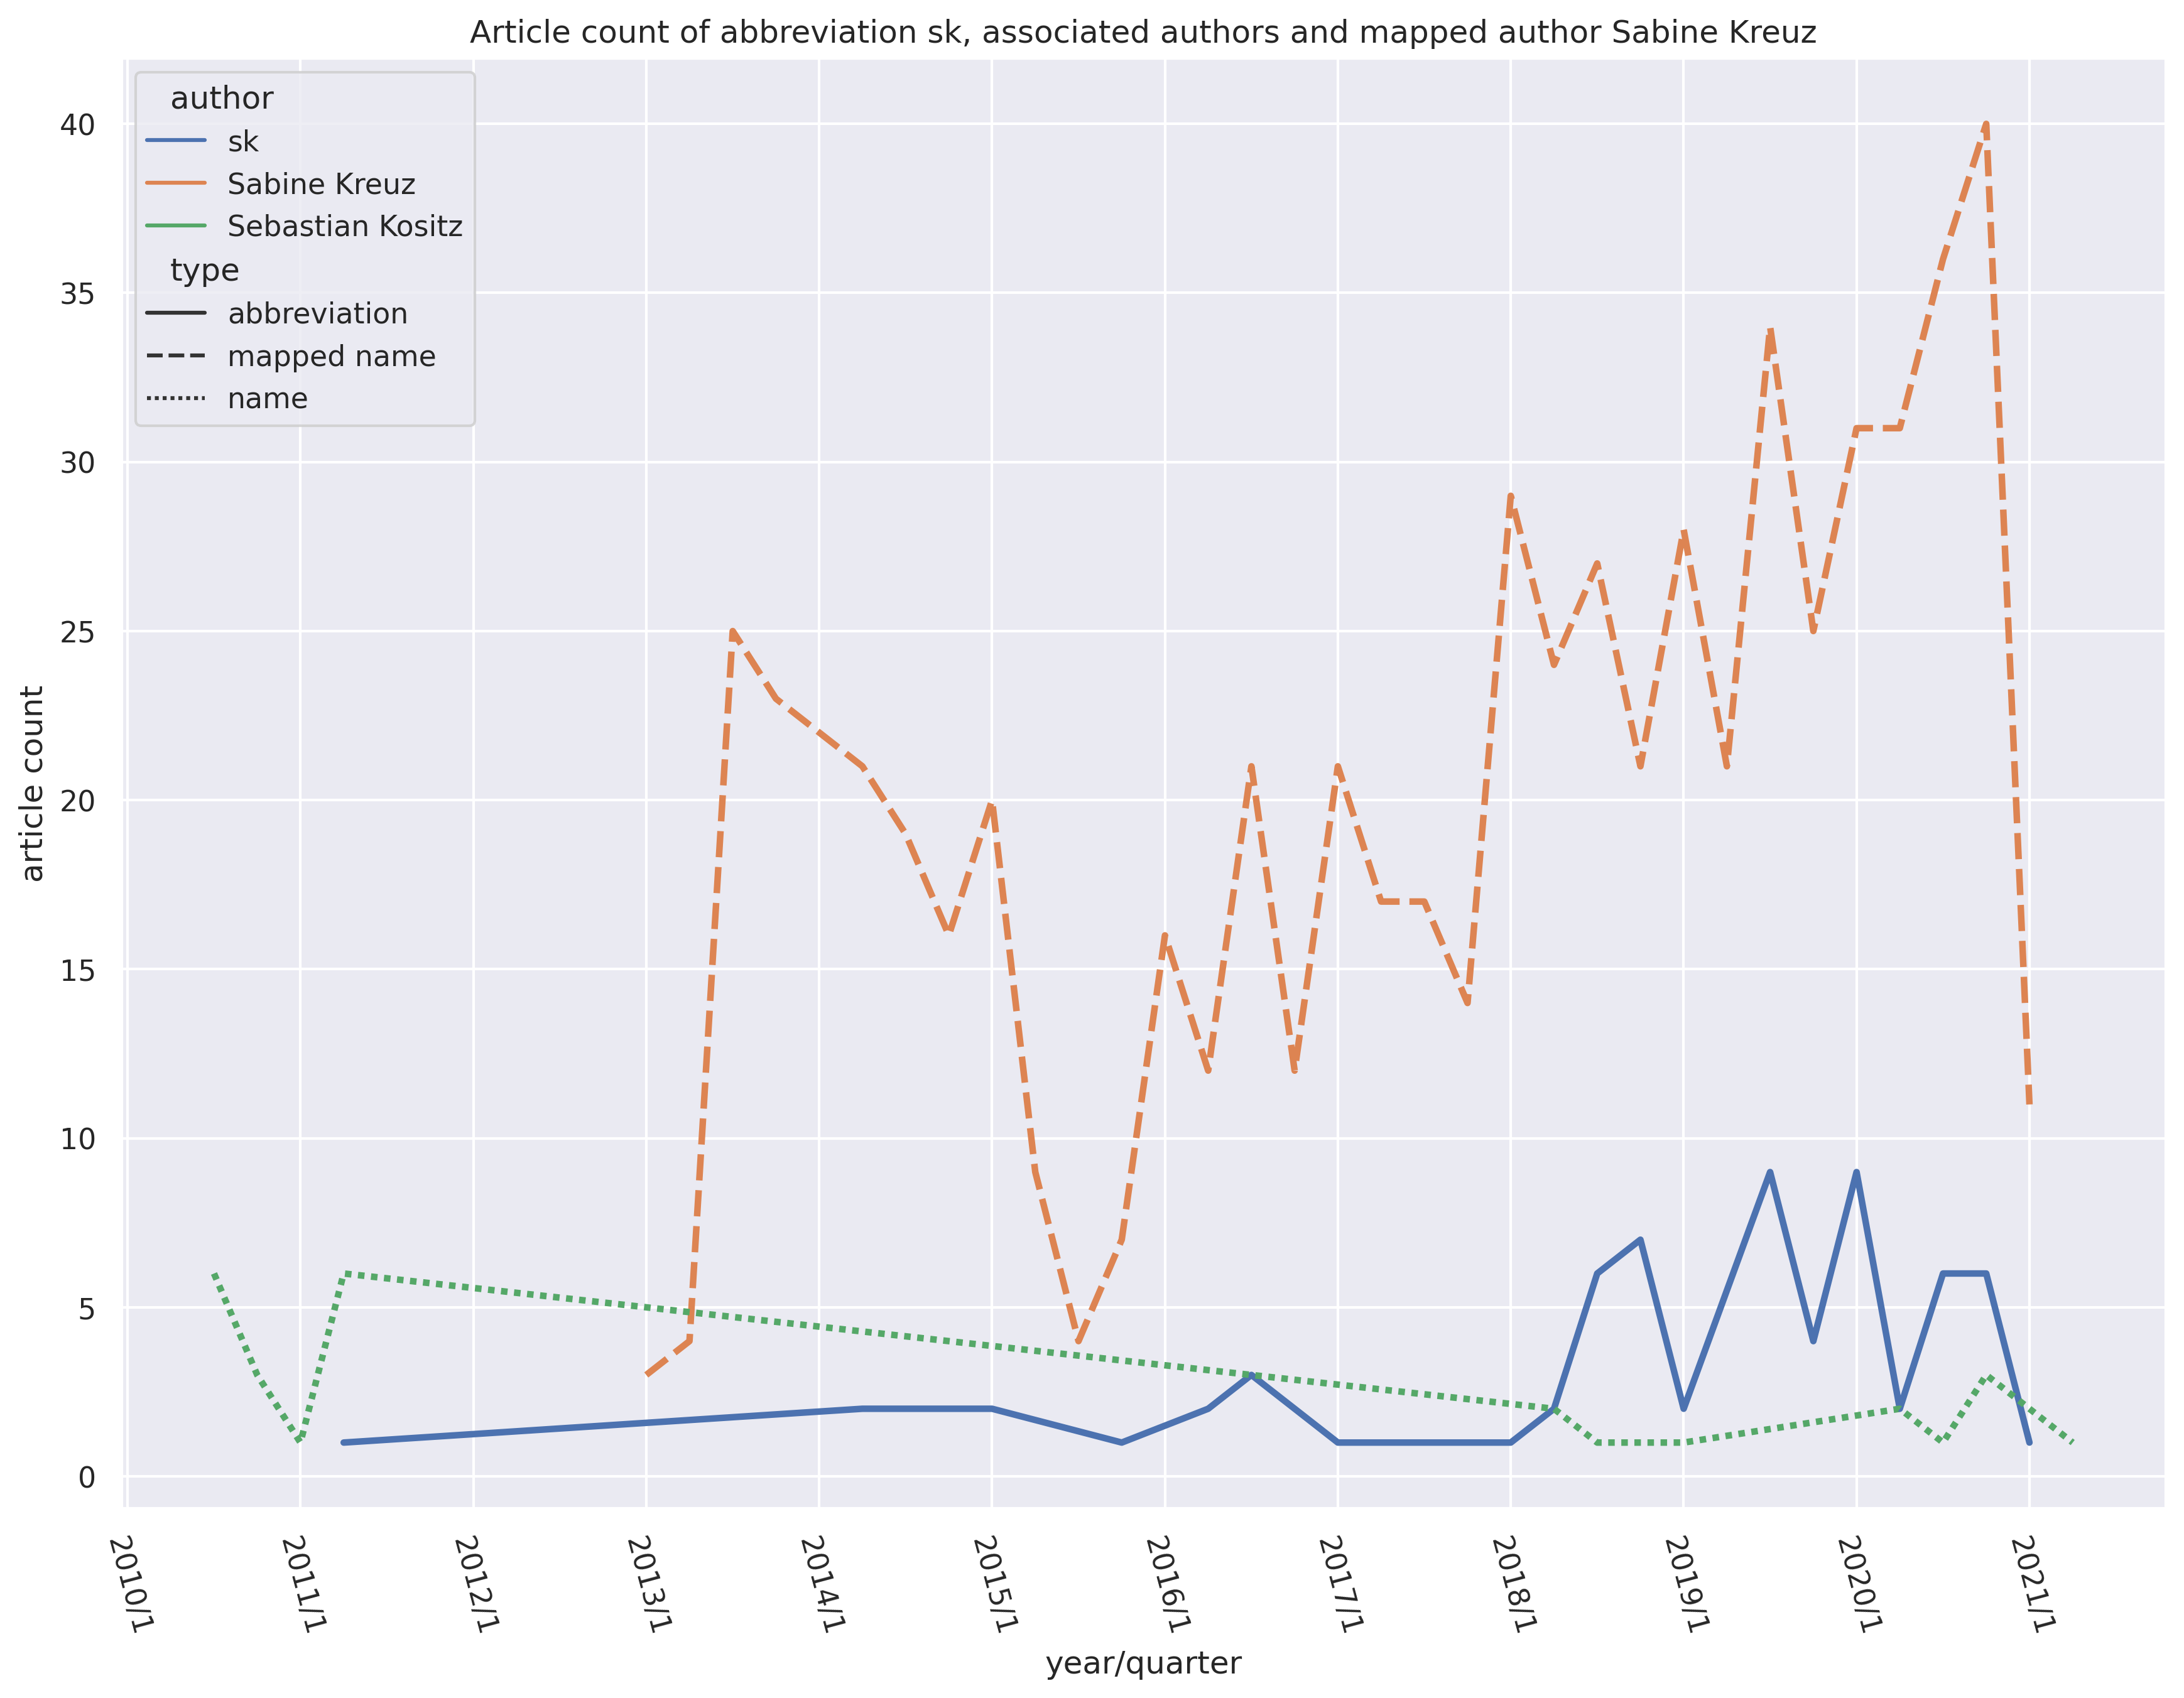 Article count of abbreviation sk, associated authors and mapped author Sabine Kreuz
author
sk
Sabine Kreuz
Sebastian Kositz
type
abbreviation
mapped name
name
article count
40
35
30
25
20
15
10
5
0
2010/1
2011/1
2012/1
2013/1
2014/1
2015/1
2016/1
2017/1
2018/1
2019/1
2020/1
2021/1
year/quarter